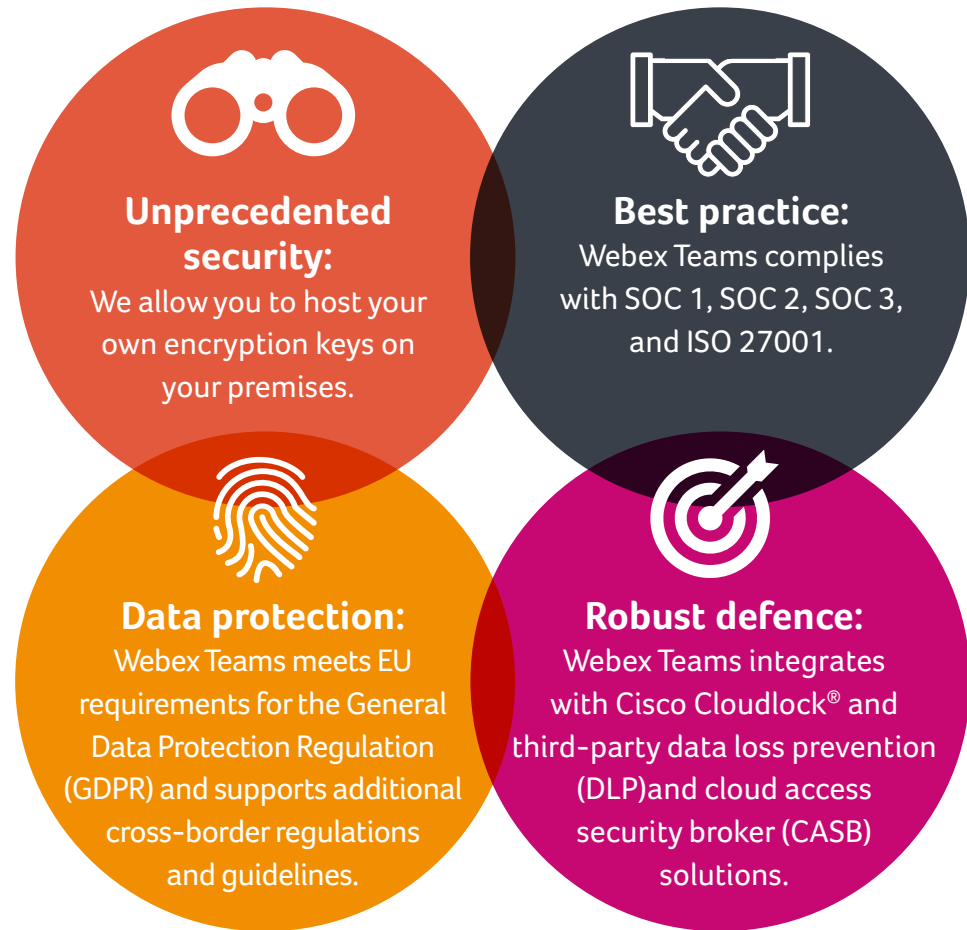 Unprecedented
security:
We allow you to host your
own encryption keys on
your premises.
Best practice:
Webex Teams complies
with SOC 1, SOC 2, SOC 3,
and ISO 27001.
Data protection:
Webex Teams meets EU
requirements for the General
Data Protection Regulation
(GDPR) and supports additional
cross-border regulations
and guidelines.
Robust defence:
Webex Teams integrates
with Cisco Cloudlock® and
third-party data loss prevention
(DLP)and cloud access
security broker (CASB)
solutions.